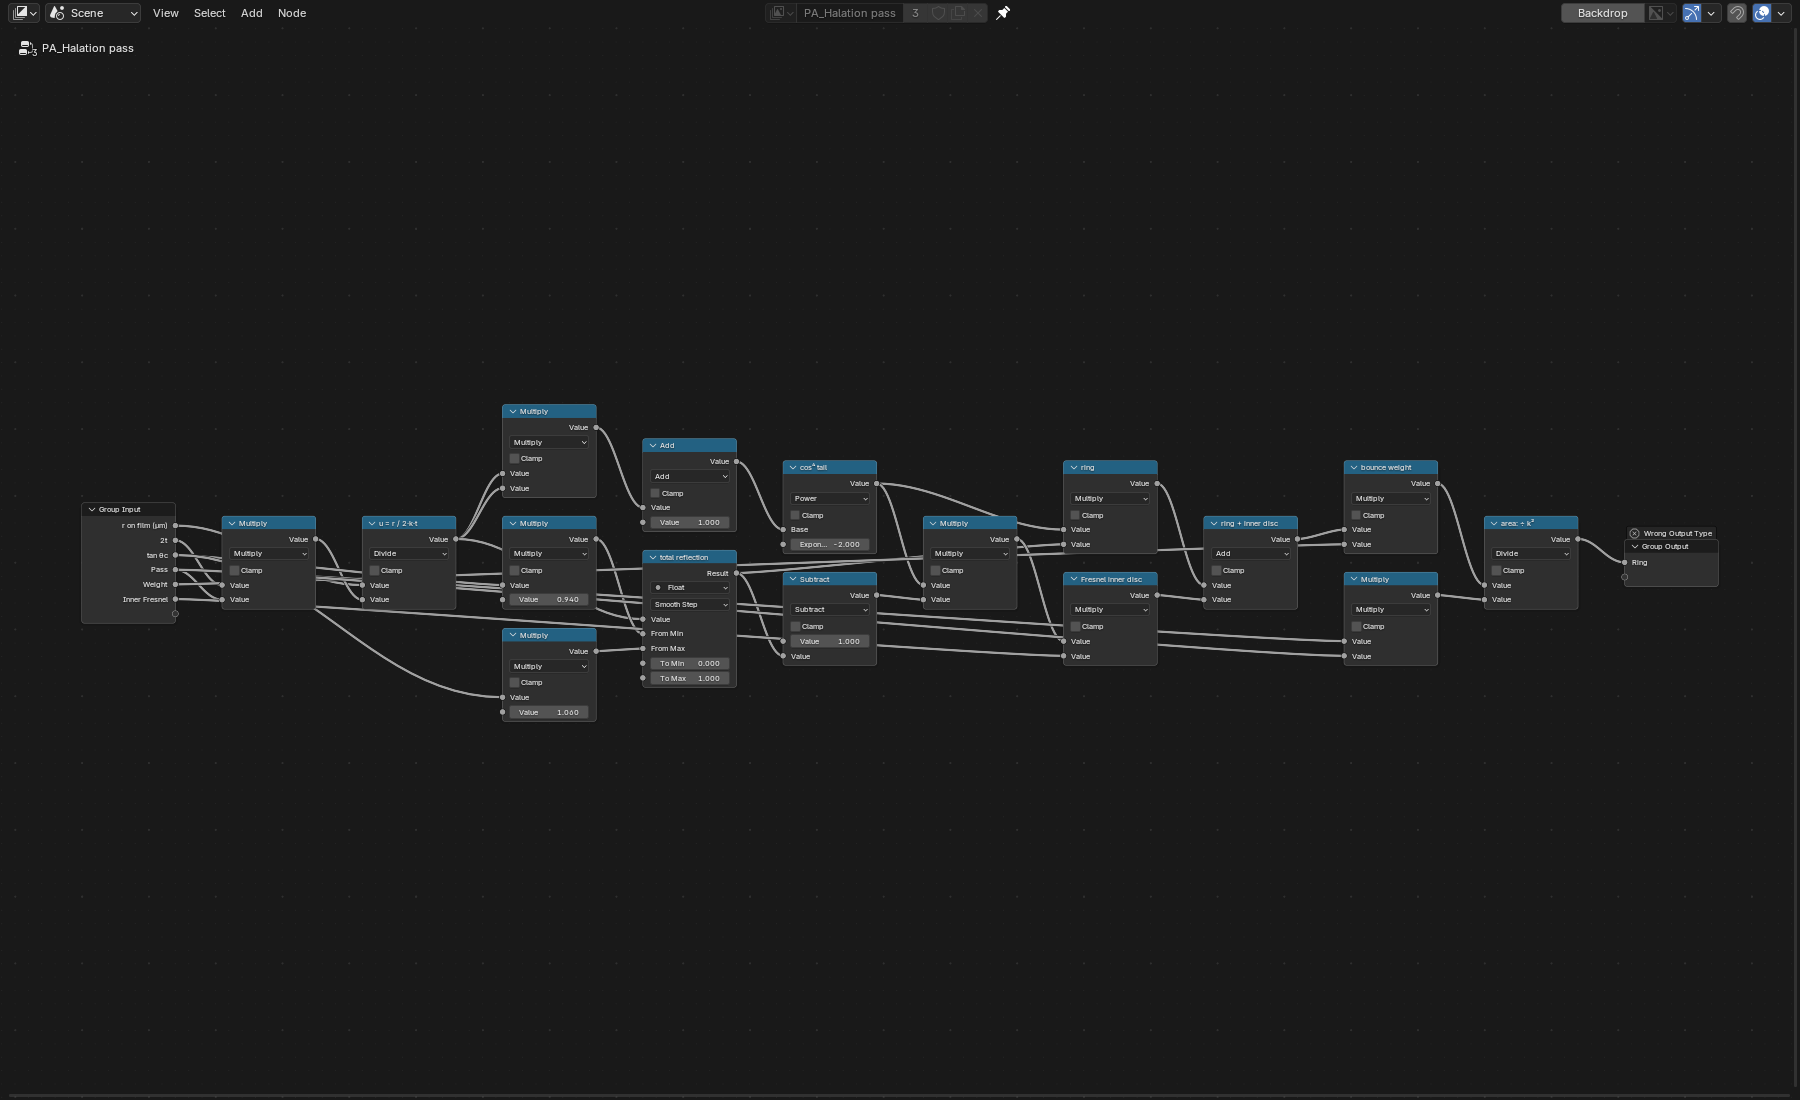 Scene
View
Select
Add
Node
PA_Halation pass
3
Backdrop
3
PA_Halation pass
Group Input
r on film (µm)
2t
tan θc
Pass
Weight
Inner Fresnel
Multiply
Value
Multiply
Clamp
Value
Value
u = r / 2·k·t
Value
Divide
Clamp
Value
Value
Multiply
Value
Multiply
Clamp
Value
Value
Multiply
Value
Multiply
Clamp
Value
Value 0.940
Multiply
Value
Multiply
Clamp
Value
Value 1.060
Add
Value
Add
Clamp
Value
Value 1.000
total reflection
Result
Float
Smooth Step
Value
From Min
From Max
To Min 0.000
To Max 1.000
cos⁴ tail
Value
Power
Clamp
Base
Expon... -2.000
Subtract
Value
Subtract
Clamp
Value 1.000
Value
Multiply
Value
Multiply
Clamp
Value
Value
ring
Value
Multiply
Clamp
Value
Value
Fresnel inner disc
Value
Multiply
Clamp
Value
Value
ring + inner disc
Value
Add
Clamp
Value
Value
bounce weight
Value
Multiply
Clamp
Value
Value
Multiply
Value
Multiply
Clamp
Value
Value
area: ÷ k²
Value
Divide
Clamp
Value
Value
Wrong Output Type
Group Output
Ring